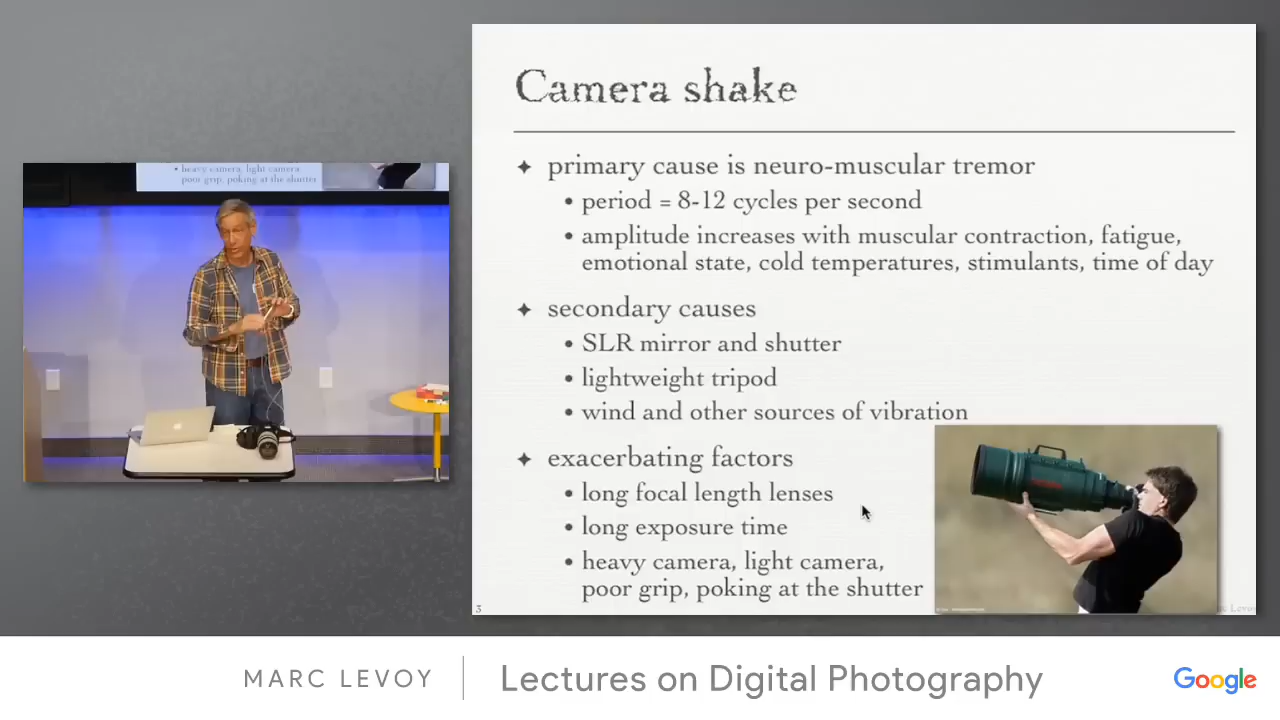 Camera shake
✦ primary cause is neuro-muscular tremor
• period = 8-12 cycles per second
• amplitude increases with muscular contraction, fatigue,
emotional state, cold temperatures, stimulants, time of day
✦ secondary causes
• SLR mirror and shutter
• lightweight tripod
• wind and other sources of vibration
✦ exacerbating factors
• long focal length lenses
• long exposure time
• heavy camera, light camera,
poor grip, poking at the shutter
3
• heavy camera, light camera
poor grip, poking at the shutter
MARC LEVOY
Lectures on Digital Photography
Google